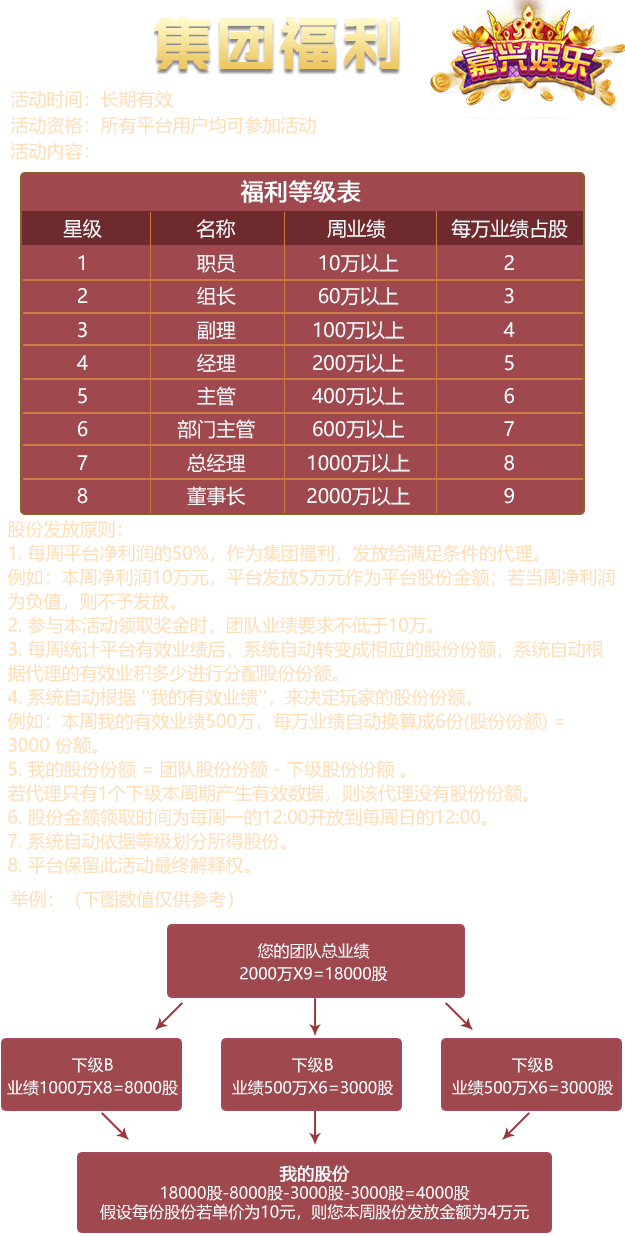 集团福利
嘉兴娱乐
活动时间：长期有效
活动资格：所有平台用户均可参加活动
活动内容：
福利等级表
星级 名称 周业绩 每万业绩占股
1 职员 10万以上 2
2 组长 60万以上 3
3 副理 100万以上 4
4 经理 200万以上 5
5 主管 400万以上 6
6 部门主管 600万以上 7
7 总经理 1000万以上 8
8 董事长 2000万以上 9
股份发放原则：
1. 每周平台净利润的50%，作为集团福利，发放给满足条件的代理。
例如：本周净利润10万元，平台发放5万元作为平台股份金额；若当周净利润
为负值，则不予发放。
2. 参与本活动领取奖金时，团队业绩要求不低于10万。
3. 每周统计平台有效业绩后，系统自动转变成相应的股份份额，系统自动根
据代理的有效业积多少进行分配股份份额。
4. 系统自动根据 "我的有效业绩"，来决定玩家的股份份额。
例如：本周我的有效业绩500万，每万业绩自动换算成6份(股份份额) =
3000 份额。
5. 我的股份份额 = 团队股份份额 - 下级股份份额 。
若代理只有1个下级本周期产生有效数据，则该代理没有股份份额。
6. 股份金额领取时间为每周一的12:00开放到每周日的12:00。
7. 系统自动依据等级划分所得股份。
8. 平台保留此活动最终解释权。
举例：（下图数值仅供参考）
您的团队总业绩
2000万X9=18000股
下级B
业绩1000万X8=8000股
下级B
业绩500万X6=3000股
下级B
业绩500万X6=3000股
我的股份
18000股-8000股-3000股-3000股=4000股
假设每份股份若单价为10元，则您本周股份发放金额为4万元